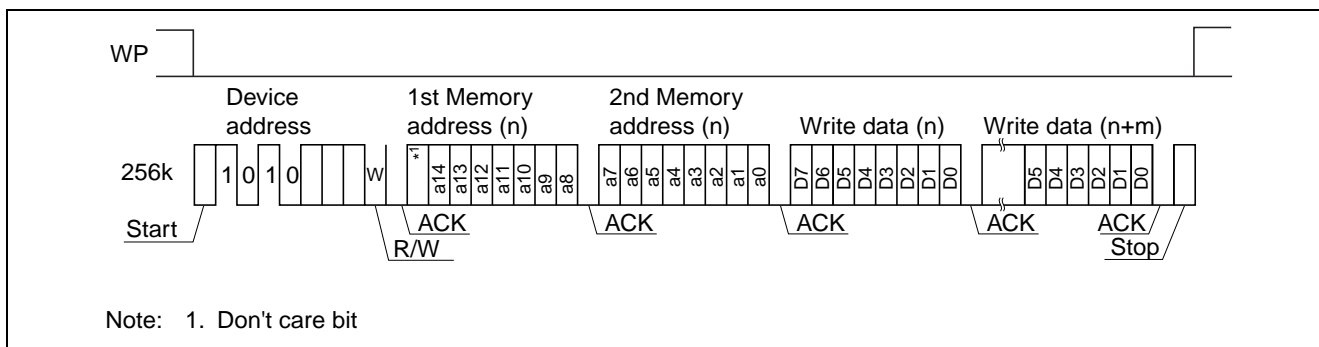 WP
Device address
1st Memory address (n)
2nd Memory address (n)
Write data (n)
Write data (n+m)
256k
1 0 1 0
W
*1 a14 a13 a12 a11 a10 a9 a8
a7 a6 a5 a4 a3 a2 a1 a0
D7 D6 D5 D4 D3 D2 D1 D0
D5 D4 D3 D2 D1 D0
Start
R/W
ACK
ACK
ACK
ACK
ACK
Stop
Note: 1. Don't care bit